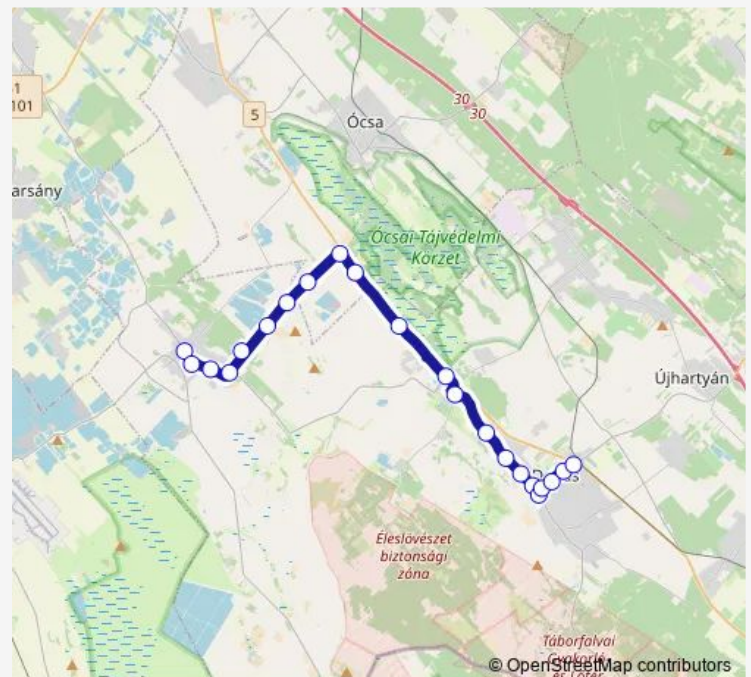 1
101
5
Ócsa
30
30
arsány
Ócsai Tájvédelmi
Körzet
Újhartyán
Éleslövészet
biztonsági
zóna
Táborfalvai
© OpenStreetMap contributors